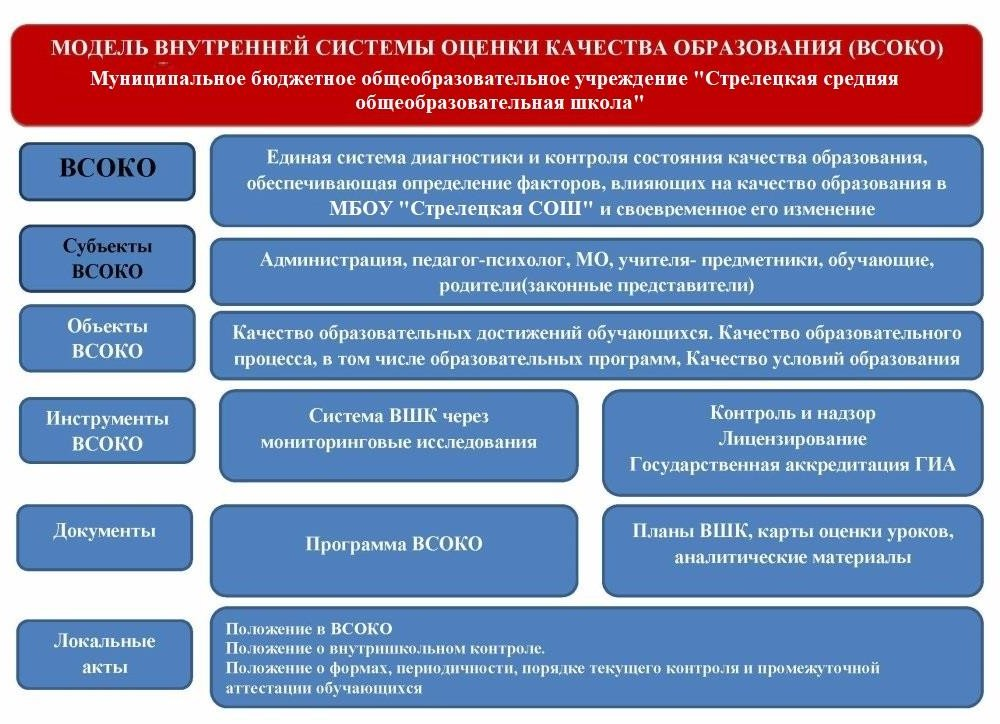 МОДЕЛЬ ВНУТРЕННЕЙ СИСТЕМЫ ОЦЕНКИ КАЧЕСТВА ОБРАЗОВАНИЯ (ВСОКО)
Муниципальное бюджетное общеобразовательное учреждение "Стрелецкая средняя
общеобразовательная школа"
ВСОКО
Единая система диагностики и контроля состояния качества образования,
обеспечивающая определение факторов, влияющих на качество образования в
МБОУ "Стрелецкая СОШ" и своевременное его изменение
Субъекты
ВСОКО
Администрация, педагог-психолог, МО, учителя- предметники, обучающие,
родители(законные представители)
Объекты
ВСОКО
Качество образовательных достижений обучающихся. Качество образовательного
процесса, в том числе образовательных программ, Качество условий образования
Инструменты
ВСОКО
Система ВШК через
мониторинговые исследования
Контроль и надзор
Лицензирование
Государственная аккредитация ГИА
Документы
Программа ВСОКО
Планы ВШК, карты оценки уроков,
аналитические материалы
Локальные
акты
Положение в ВСОКО
Положение о внутришкольном контроле.
Положение о формах, периодичности, порядке текущего контроля и промежуточной
аттестации обучающихся